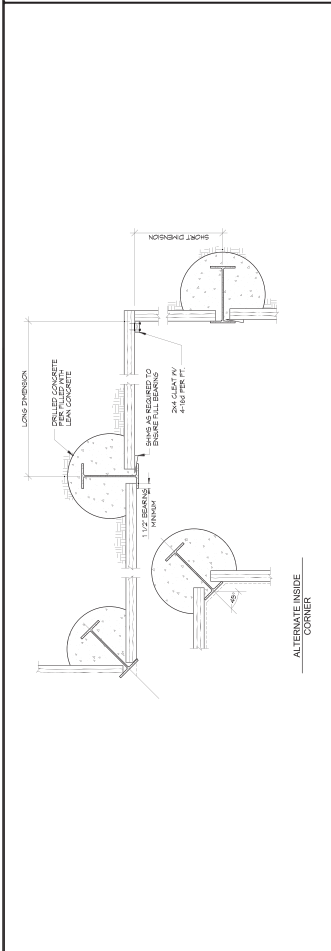 LONG DIMENSION
DRILLED CONCRETE
PIER FILLED WITH
LEAN CONCRETE
SHORT DIMENSION
SHIMS AS REQUIRED TO
ENSURE FULL BEARING
1 1/2" BEARING
MINIMUM
2x4 CLEAT W/
4-16d PER FT.
45°
ALTERNATE INSIDE
CORNER